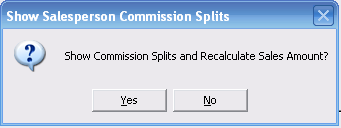 Show Salesperson Commission Splits
Show Commission Splits and Recalculate Sales Amount?
Yes No